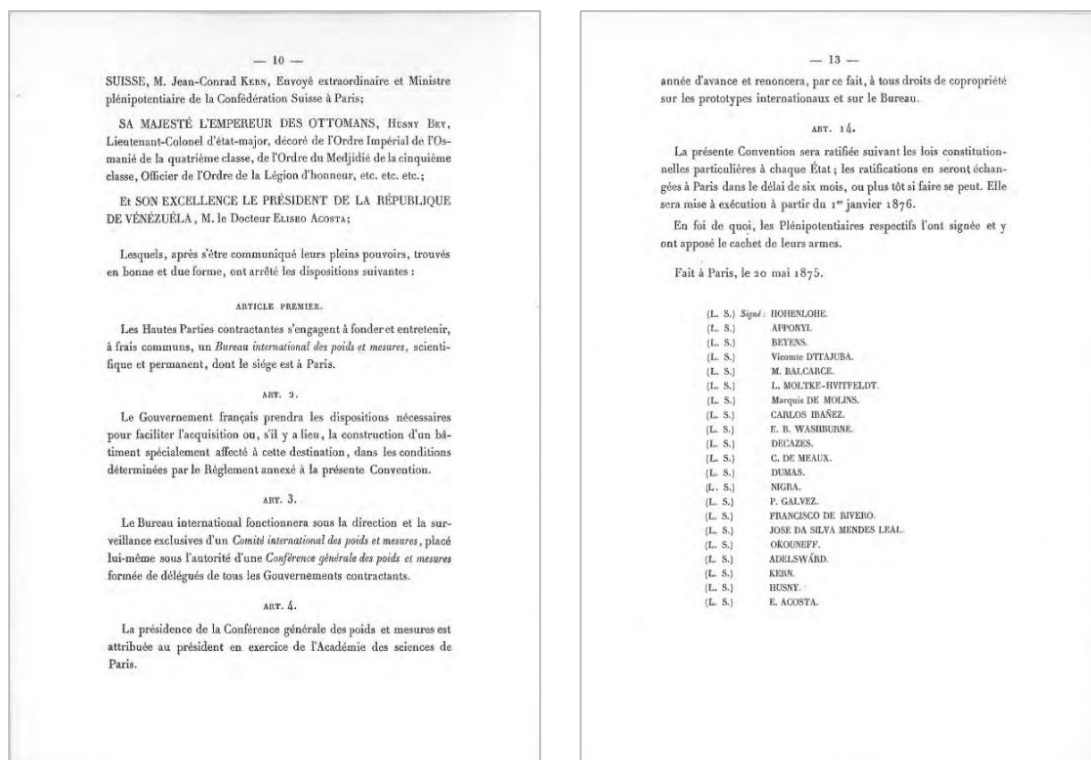 — 10 —
SUISSE, M. Jean-Conrad KERN, Envoyé extraordinaire et Ministre
plénipotentiaire de la Confédération Suisse à Paris;
SA MAJESTÉ L'EMPEREUR DES OTTOMANS, HUSNY BEY,
Lieutenant-Colonel d'état-major, décoré de l'Ordre Impérial de l'Os-
manié de la quatrième classe, de l'Ordre du Medjidié de la cinquième
classe, Officier de l'Ordre de la Légion d'honneur, etc. etc. etc.;
Et SON EXCELLENCE LE PRÉSIDENT DE LA RÉPUBLIQUE
DE VÉNÉZUÉLA, M. le Docteur ELISEO ACOSTA;
Lesquels, après s'être communiqué leurs pleins pouvoirs, trouvés
en bonne et due forme, ont arrêté les dispositions suivantes :
ARTICLE PREMIER.
Les Hautes Parties contractantes s'engagent à fonder et entretenir,
à frais communs, un Bureau international des poids et mesures, scienti-
fique et permanent, dont le siége est à Paris.
ART. 2.
Le Gouvernement français prendra les dispositions nécessaires
pour faciliter l'acquisition ou, s'il y a lieu, la construction d'un bâ-
timent spécialement affecté à cette destination, dans les conditions
déterminées par le Règlement annexé à la présente Convention.
ART. 3.
Le Bureau international fonctionnera sous la direction et la sur-
veillance exclusives d'un Comité international des poids et mesures, placé
lui-même sous l'autorité d'une Conférence générale des poids et mesures
formée de délégués de tous les Gouvernements contractants.
ART. 4.
La présidence de la Conférence générale des poids et mesures est
attribuée au président en exercice de l'Académie des sciences de
Paris.
— 13 —
année d'avance et renoncera, par ce fait, à tous droits de copropriété
sur les prototypes internationaux et sur le Bureau.
ART. 14.
La présente Convention sera ratifiée suivant les lois constitution-
nelles particulières à chaque État; les ratifications en seront échan-
gées à Paris dans le délai de six mois, ou plus tôt si faire se peut. Elle
sera mise à exécution à partir du 1er janvier 1876.
En foi de quoi, les Plénipotentiaires respectifs l'ont signée et y
ont apposé le cachet de leurs armes.
Fait à Paris, le 20 mai 1875.
(L. S.) Signé : HOHENLOHE.
(L. S.) APPONYI.
(L. S.) BEYENS.
(L. S.) Vicomte D'ITAJUBA.
(L. S.) M. BALCARCE.
(L. S.) L. MOLTKE-HVITFELDT.
(L. S.) Marquis DE MOLINS.
(L. S.) CARLOS IBAÑEZ.
(L. S.) E. B. WASHBURNE.
(L. S.) DECAZES.
(L. S.) C. DE MEAUX.
(L. S.) DUMAS.
(L. S.) NIGRA.
(L. S.) P. GALVEZ.
(L. S.) FRANCISCO DE RIVERO.
(L. S.) JOSE DA SILVA MENDES LEAL.
(L. S.) OKOUNEFF.
(L. S.) ADELSWÄRD.
(L. S.) KERN.
(L. S.) HUSNY.
(L. S.) E. ACOSTA.